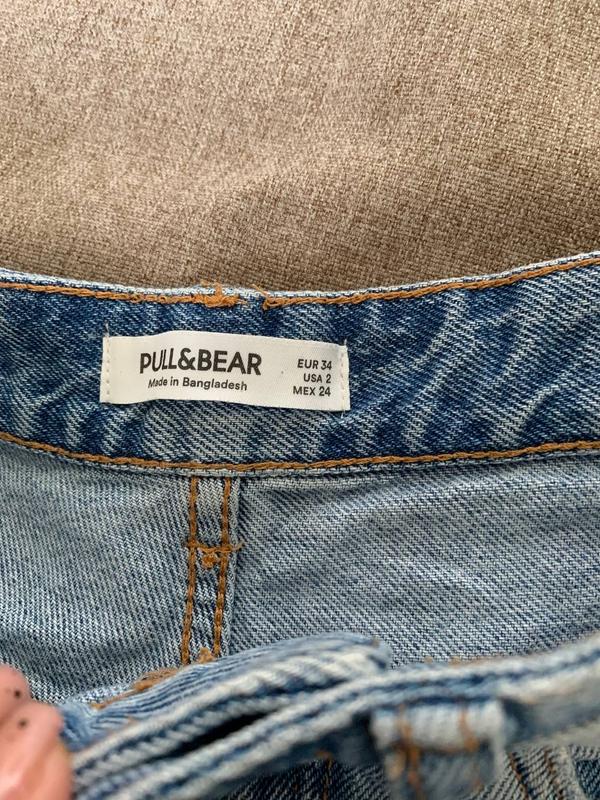 PULL&BEAR
Made in Bangladesh
EUR 34
USA 2
MEX 24